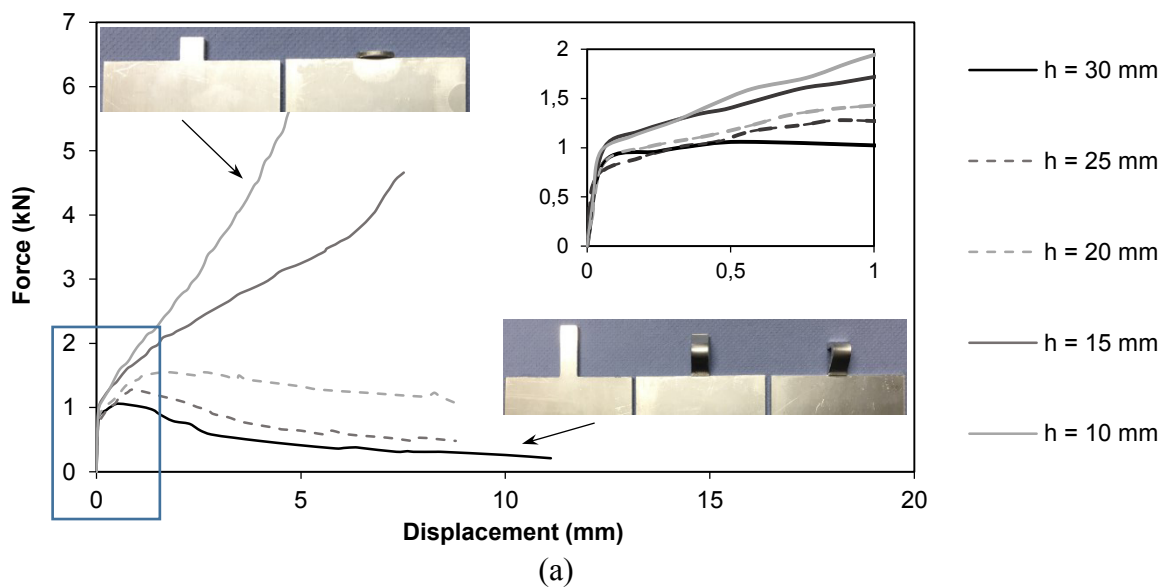 7
6
5
4
3
2
1
0
Force (kN)
0
5
10
15
20
Displacement (mm)
2
1,5
1
0,5
0
0
0,5
1
h = 30 mm
h = 25 mm
h = 20 mm
h = 15 mm
h = 10 mm
(a)